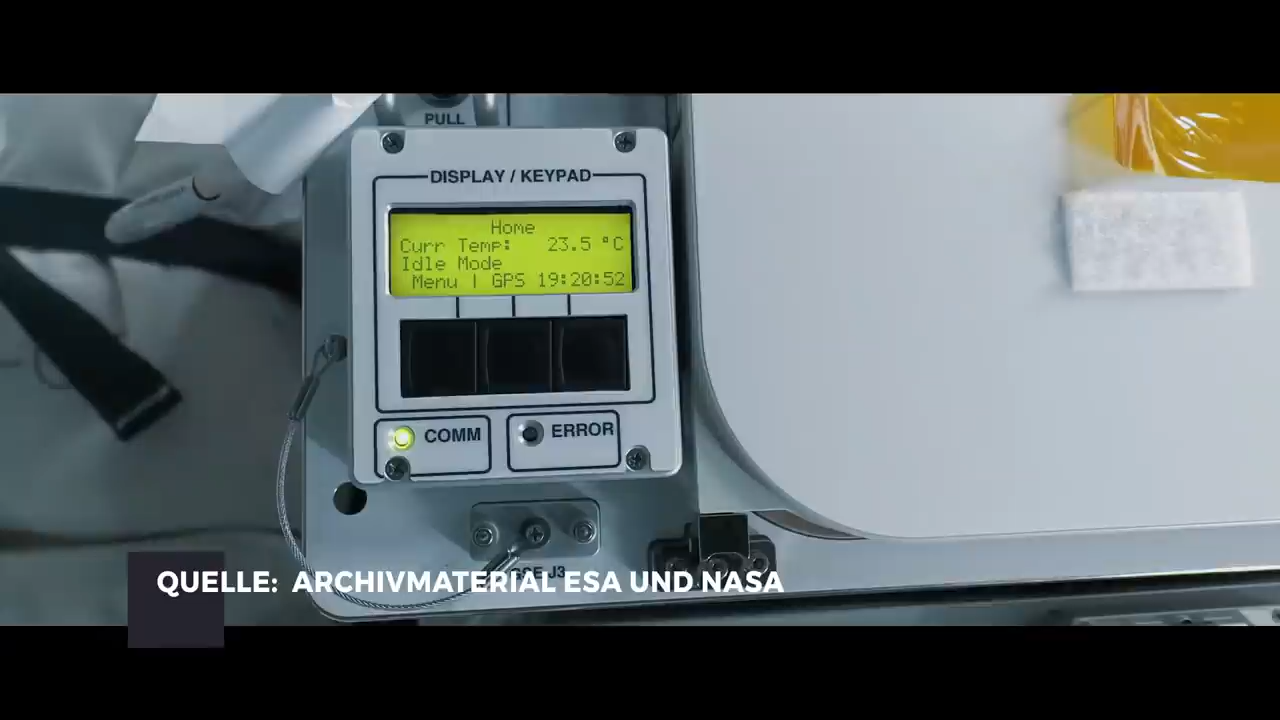 PULL
DISPLAY / KEYPAD
Home
Curr Temp: 23.5 °C
Idle Mode
Menu | GPS 19:20:52
COMM
ERROR
J3
QUELLE: ARCHIVMATERIAL ESA UND NASA